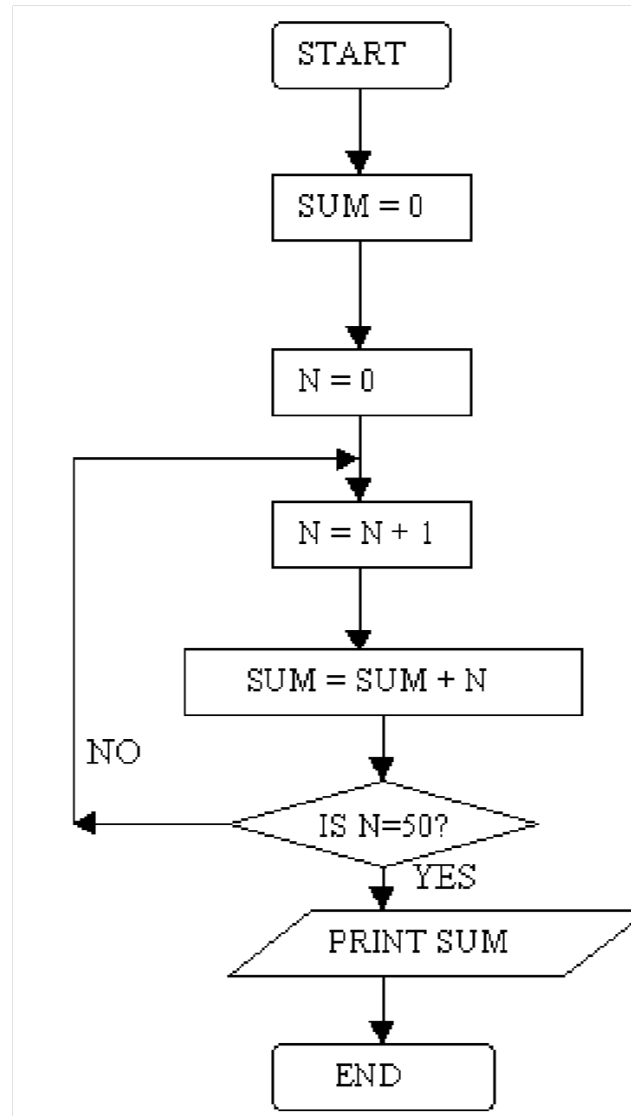 START
SUM = 0
N = 0
N = N + 1
SUM = SUM + N
NO
IS N=50?
YES
PRINT SUM
END